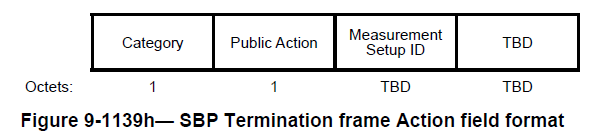 Category Public Action Measurement Setup ID TBD
Octets: 1 1 TBD TBD
Figure 9-1139h— SBP Termination frame Action field format